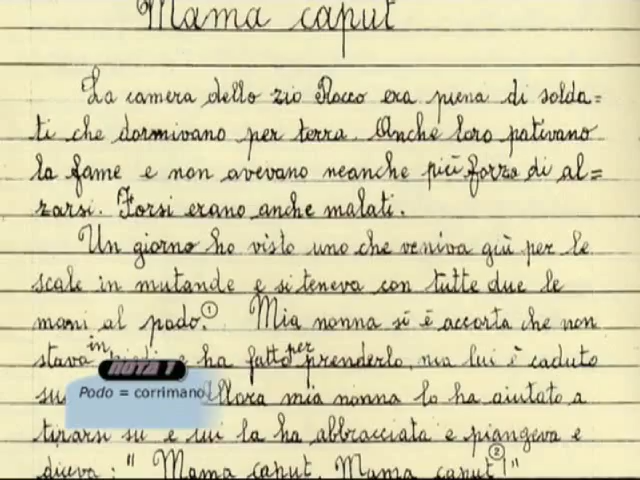 Mama caput
La camera dello zio Rocco era piena di solda=
ti che dormivano per terra. Anche loro pativano
la fame e non avevano neanche più forza di al=
zarsi. Forsi erano anche malati.
Un giorno ho visto uno che veniva giù per le
scale in mutande e si teneva con tutte due le
mani al podo.① Mia nonna si è accorta che non
stava in e ha fatto per prenderlo, ma lui è caduto
NOTA 1
Podo = corrimano
Allora mia nonna lo ha aiutato a
tirarsi su e lui la ha abbracciata e piangeva e
diceva: "Mama caput, Mama caput②!"